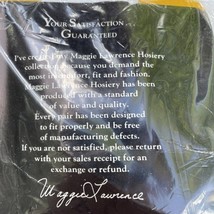 YOUR SATISFACTION
GUARANTEED
I've cre my Maggie Lawrence Hosiery
collection because you demand the
most in comfort, fit and fashion.
Maggie Lawrence Hosiery has been
produced with a standard
of value and quality.
Every pair has been designed
to fit properly and be free
of manufacturing defects.
If you are not satisfied, please return
with your sales receipt for an
exchange or refund.
Maggie Lawrence